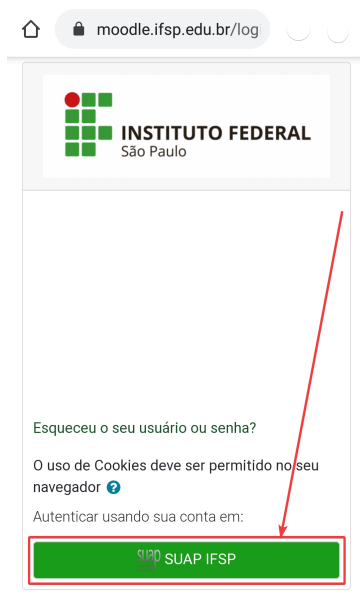 moodle.ifsp.edu.br/logi
INSTITUTO FEDERAL
São Paulo
Esqueceu o seu usuário ou senha?
O uso de Cookies deve ser permitido no seu
navegador ?
Autenticar usando sua conta em:
suap SUAP IFSP